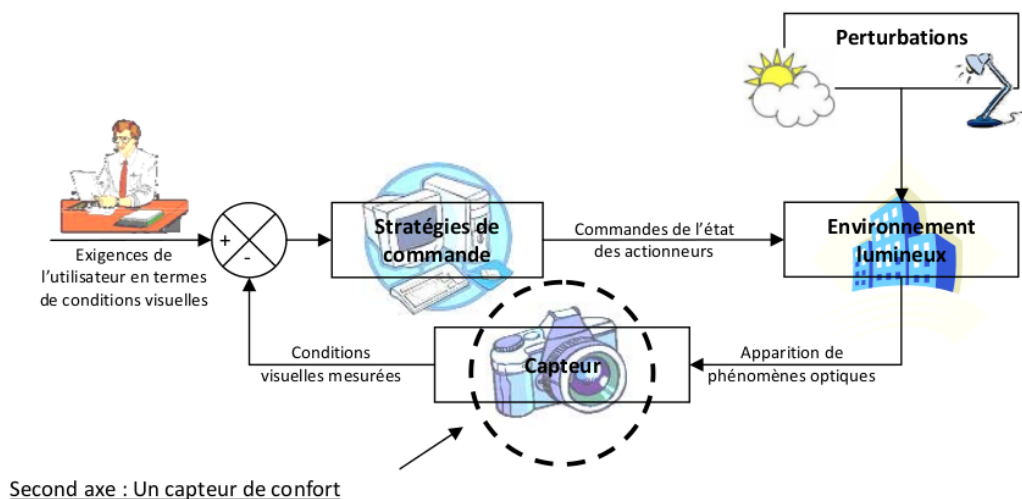 Perturbations
+
-
Exigences de
l'utilisateur en termes
de conditions visuelles
Stratégies de
commande
Commandes de l'état
des actionneurs
Environnement
lumineux
Conditions
visuelles mesurées
Capteur
Apparition de
phénomènes optiques
Second axe : Un capteur de confort